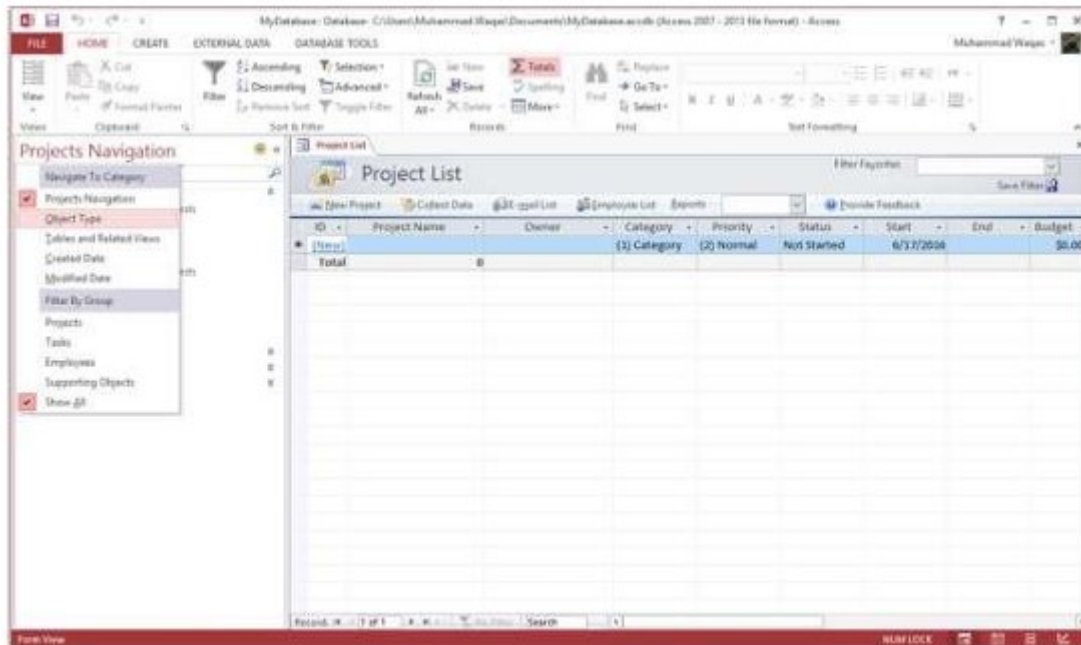 MyDatabase : Database- C:\Users\Muhammad Waqas\Documents\MyDatabase.accdb (Access 2007 - 2013 file format) - Access
FILE HOME CREATE EXTERNAL DATA DATABASE TOOLS Muhammad Waqas
View Paste Cut Copy Format Painter Filter Ascending Descending Remove Sort Selection Advanced Toggle Filter Refresh All New Save Delete Totals Spelling More Find Replace Go To Select
Views Clipboard Sort & Filter Records Find Text Formatting
Projects Navigation
Navigate To Category
Projects Navigation
Object Type
Tables and Related Views
Created Date
Modified Date
Filter By Group
Projects
Tasks
Employees
Supporting Objects
Show All
Project List
Project List
Filter Favorites
Save Filter
New Project Collect Data E-mail List Employee List Reports Provide Feedback
ID Project Name Owner Category Priority Status Start End Budget
(New) (1) Category (2) Normal Not Started 6/17/2016 $0.00
Total 0
Record: 1 of 1 No Filter Search
Form View NUM LOCK